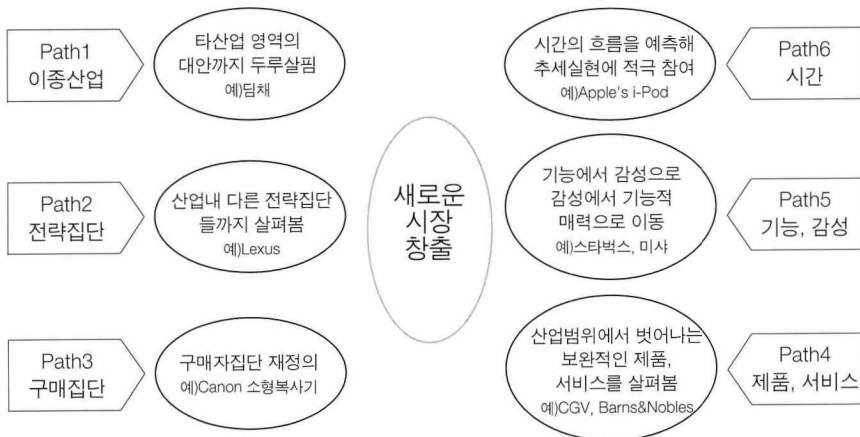 Path1
이종산업
타산업 영역의
대안까지 두루살핌
예)딤채
Path2
전략집단
산업내 다른 전략집단
들까지 살펴봄
예)Lexus
Path3
구매집단
구매자집단 재정의
예)Canon 소형복사기
새로운
시장
창출
시간의 흐름을 예측해
추세실현에 적극 참여
예)Apple's i-Pod
Path6
시간
기능에서 감성으로
감성에서 기능적
매력으로 이동
예)스타벅스, 미샤
Path5
기능, 감성
산업범위에서 벗어나는
보완적인 제품,
서비스를 살펴봄
예)CGV, Barns&Nobles
Path4
제품, 서비스